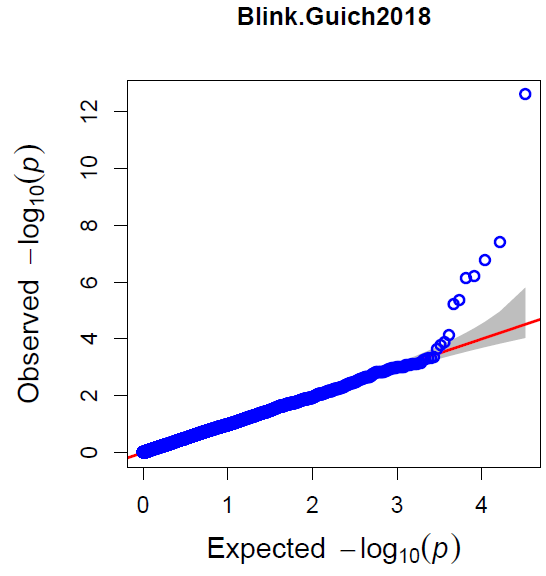 Blink.Guich2018
Observed −log10(p)
12
10
8
6
4
2
0
0 1 2 3 4
Expected −log10(p)